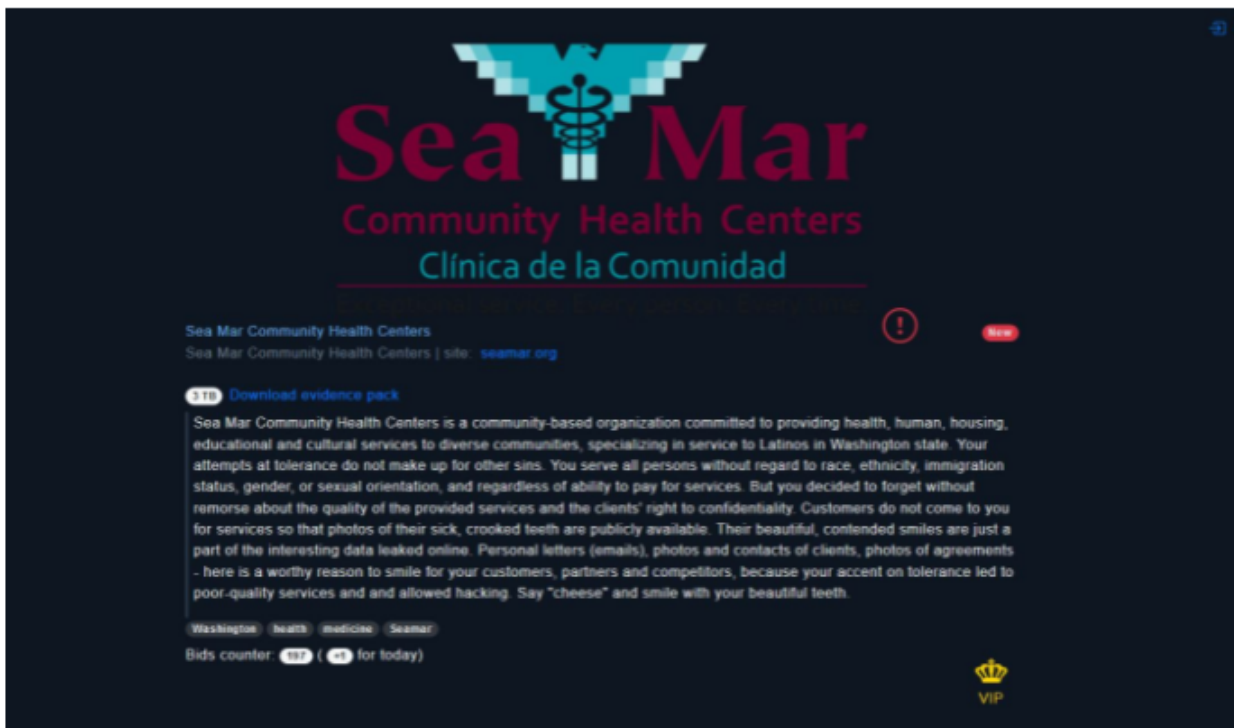 Sea Mar
Community Health Centers
Clínica de la Comunidad
Exceptional service. Every person. Every time.
Sea Mar Community Health Centers
New
Sea Mar Community Health Centers | site: seamar.org
3 TB Download evidence pack
Sea Mar Community Health Centers is a community-based organization committed to providing health, human, housing,
educational and cultural services to diverse communities, specializing in service to Latinos in Washington state. Your
attempts at tolerance do not make up for other sins. You serve all persons without regard to race, ethnicity, immigration
status, gender, or sexual orientation, and regardless of ability to pay for services. But you decided to forget without
remorse about the quality of the provided services and the clients' right to confidentiality. Customers do not come to you
for services so that photos of their sick, crooked teeth are publicly available. Their beautiful, contended smiles are just a
part of the interesting data leaked online. Personal letters (emails), photos and contacts of clients, photos of agreements
- here is a worthy reason to smile for your customers, partners and competitors, because your accent on tolerance led to
poor-quality services and and allowed hacking. Say "cheese" and smile with your beautiful teeth.
Washington health medicine Seamar
Bids counter: 197 ( +1 for today)
VIP